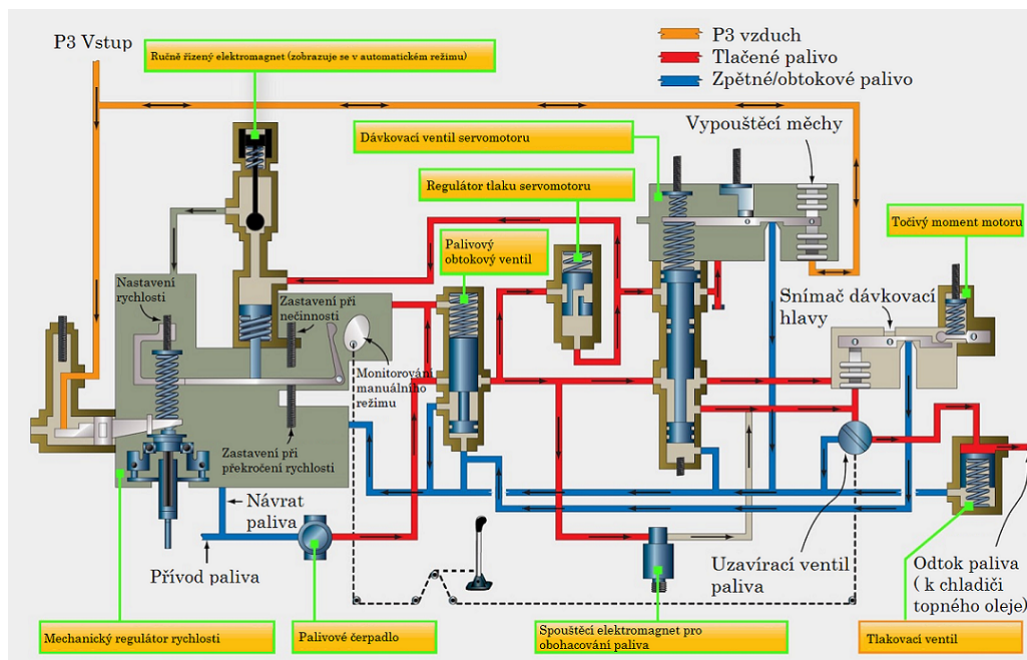 P3 Vstup
Ručně řízený elektromagnet (zobrazuje se v automatickém režimu)
P3 vzduch
Tlačené palivo
Zpětné/obtokové palivo
Dávkovací ventil servomotoru
Vypouštěcí měchy
Regulátor tlaku servomotoru
Točivý moment motoru
Palivový
obtokový ventil
Nastavení
rychlosti
Zastavení při
nečinnosti
Snímač dávkovací
hlavy
Monitorování
manuálního
režimu
Zastavení při
překročení rychlosti
Návrat
paliva
Přívod paliva
Uzavírací ventil
paliva
Odtok paliva
( k chladiči
topného oleje)
Mechanický regulátor rychlosti
Palivové čerpadlo
Spouštěcí elektromagnet pro
obohacování paliva
Tlakovací ventil